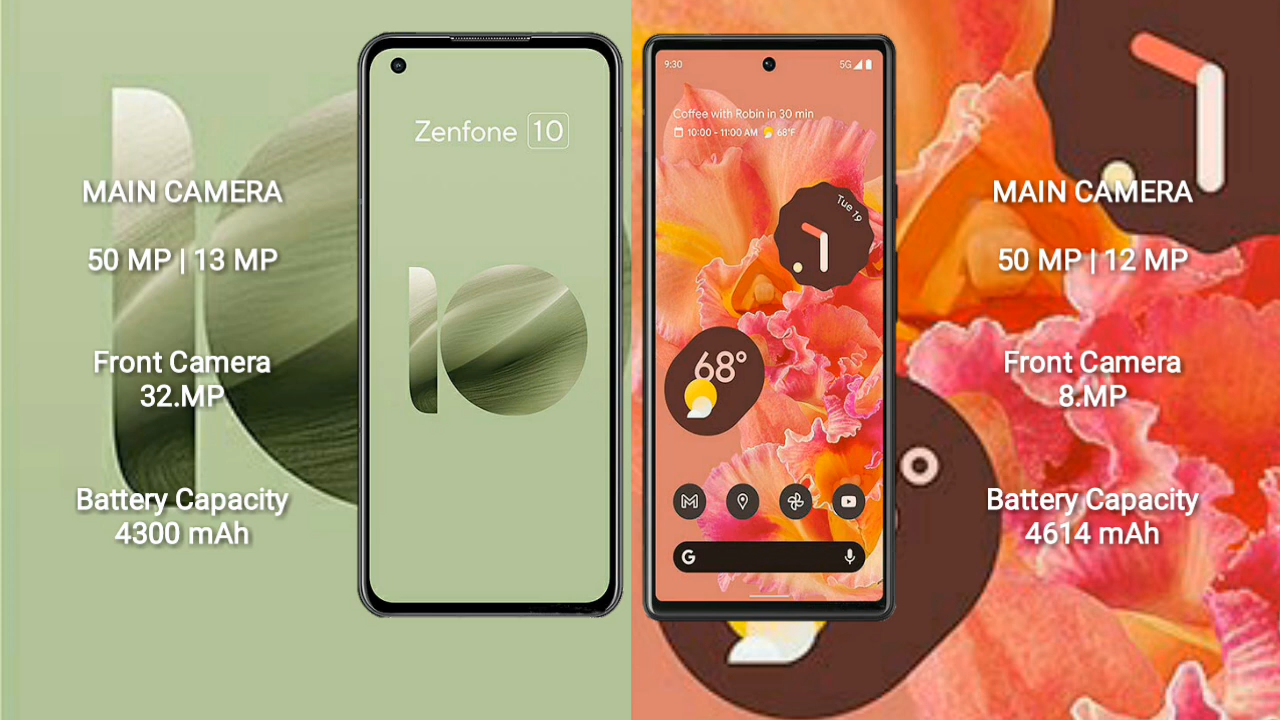 MAIN CAMERA
50 MP | 13 MP
Front Camera
32.MP
Battery Capacity
4300 mAh
Zenfone 10
10
9:30
5G
Coffee with Robin in 30 min
10:00 - 11:00 AM 68°F
Tue 19
68°
G
MAIN CAMERA
50 MP | 12 MP
Front Camera
8.MP
Battery Capacity
4614 mAh